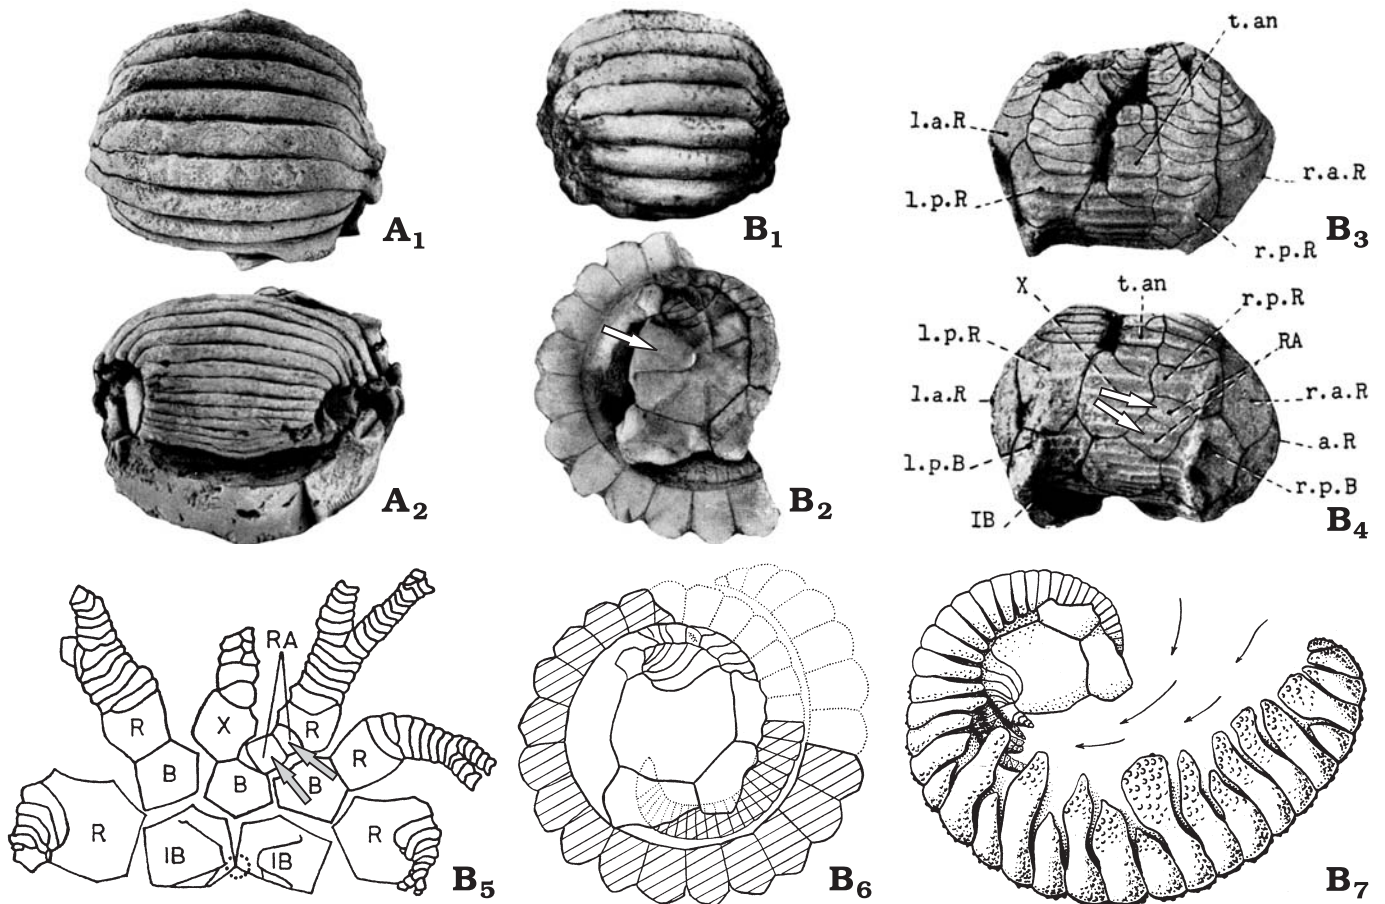 t.an
l.a.R
l.p.R
r.a.R
r.p.R
A1
B1
B3
X
t.an
r.p.R
l.p.R
RA
l.a.R
r.a.R
a.R
l.p.B
r.p.B
IB
A2
B2
B4
RA
R
X
R
R
B
B
B
R
R
IB
IB
B5
B6
B7